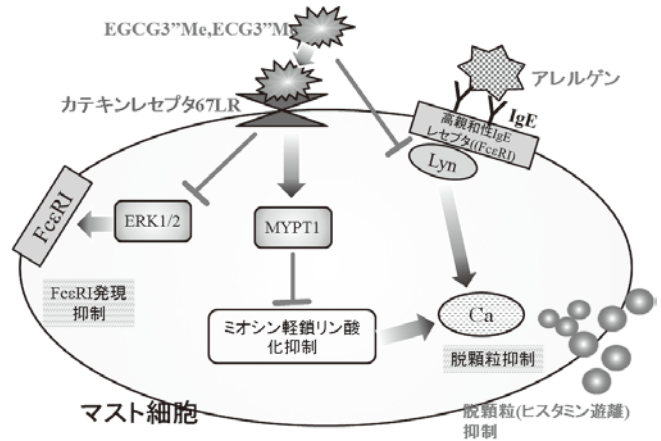 EGCG3”Me,ECG3”Me
カテキンレセプタ67LR
アレルゲン
IgE
高親和性IgE
レセプタ((FcεRI)
Lyn
FcεRI
ERK1/2
MYPT1
FcεRI発現
抑制
ミオシン軽鎖リン酸
化抑制
Ca
脱顆粒抑制
マスト細胞
脱顆粒(ヒスタミン遊離)
抑制